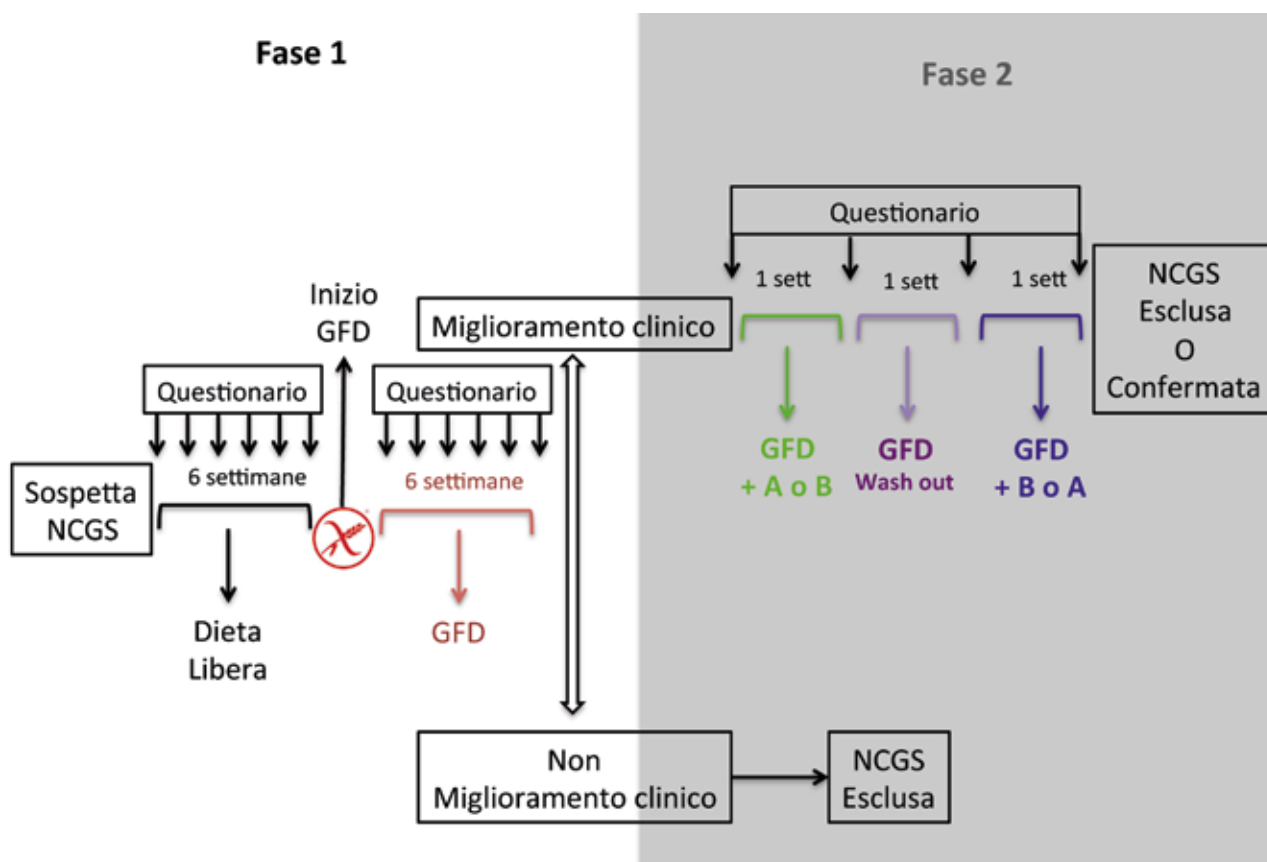 Fase 1
Fase 2
Inizio
GFD
Questionario
Questionario
Sospetta
NCGS
6 settimane
6 settimane
Dieta
Libera
GFD
Miglioramento clinico
Non
Miglioramento clinico
NCGS
Esclusa
Questionario
1 sett
1 sett
1 sett
GFD
+ A o B
GFD
Wash out
GFD
+ B o A
NCGS
Esclusa
O
Confermata